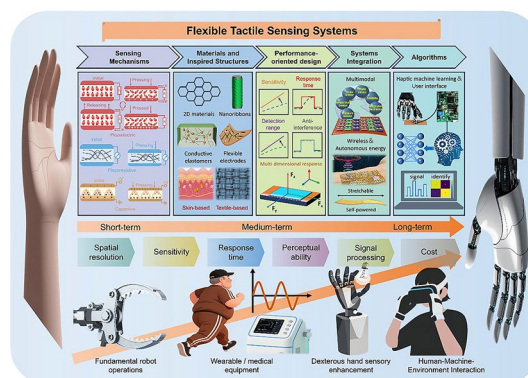 Flexible Tactile Sensing Systems
Sensing
Mechanisms
Materials and
Inspired Structures
Performance-
oriented design
Systems
Integration
Algorithms
Initial
Pressing
Releasing
Pressed
Piezoelectric
Initial
Pressing
Piezoresistive
Initial
Pressing
Capacitive
2D materials
Nanoribbons
Conductive
elastomers
Flexible
electrodes
Skin-based
Textile-based
Sensitivity
Response
time
Detection
range
Anti-
interference
Multi dimensional response
Multimodal
Wireless &
Autonomous energy
Stretchable
Self-powered
Haptic machine learning &
User interface
signal
identify
Short-term
Medium-term
Long-term
Spatial
resolution
Sensitivity
Response
time
Perceptual
ability
Signal
processing
Cost
Fundamental robot
operations
Wearable / medical
equipment
Dexterous hand sensory
enhancement
Human-Machine-
Environment Interaction